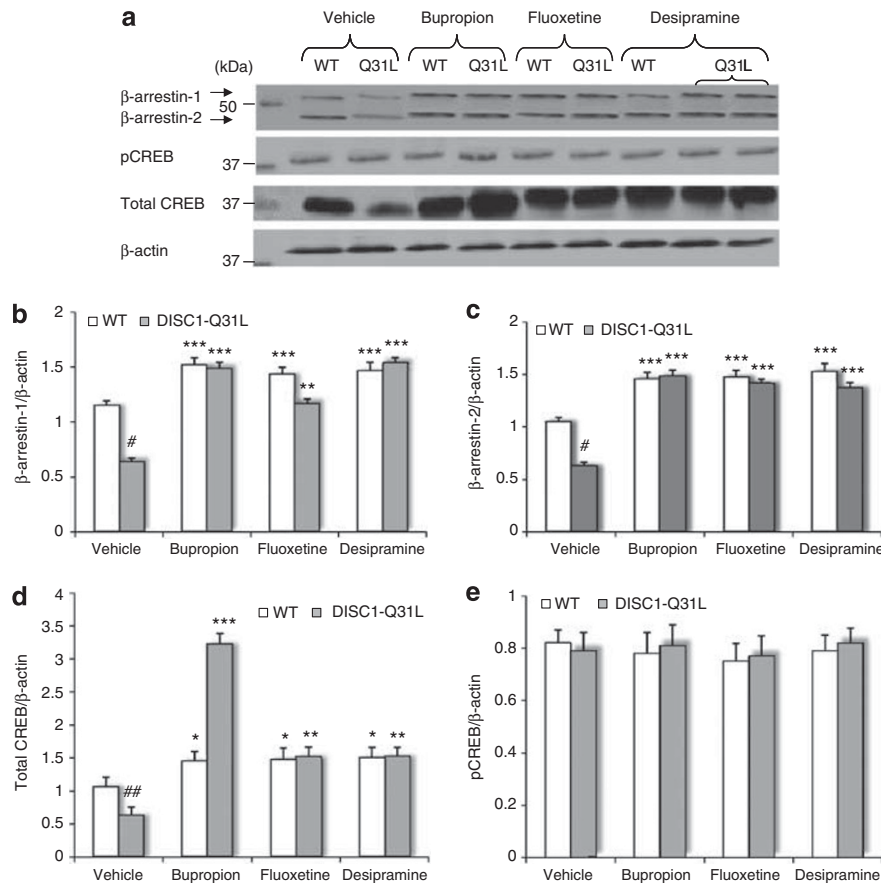 a
Vehicle Bupropion Fluoxetine Desipramine
(kDa) WT Q31L WT Q31L WT Q31L WT Q31L
β-arrestin-1
50
β-arrestin-2
pCREB
37
Total CREB 37
β-actin
37
b
2
WT DISC1-Q31L
*** *** *** ** *** ***
1.5
1
#
0.5
0
β-arrestin-1/β-actin
Vehicle Bupropion Fluoxetine Desipramine
c
2
WT DISC1-Q31L
*** *** *** *** *** ***
1.5
1
#
0.5
0
β-arrestin-2/β-actin
Vehicle Bupropion Fluoxetine Desipramine
d
4
WT DISC1-Q31L
3.5
***
3
2.5
2
* * ** * **
1.5
1
##
0.5
0
Total CREB/β-actin
Vehicle Bupropion Fluoxetine Desipramine
e
1
WT DISC1-Q31L
0.8
0.6
0.4
0.2
0
pCREB/β-actin
Vehicle Bupropion Fluoxetine Desipramine